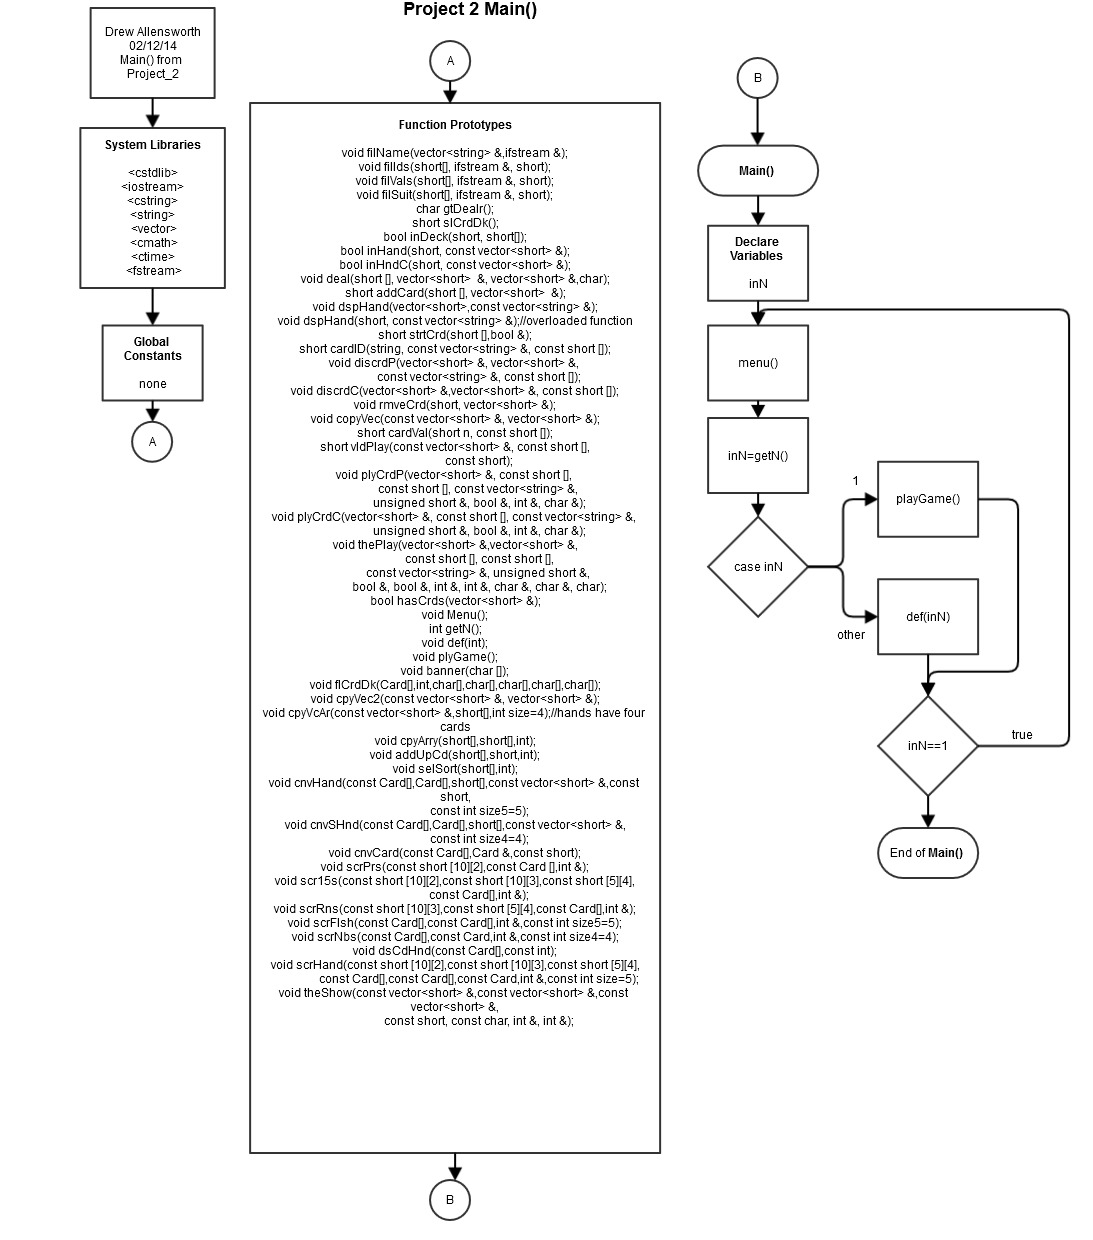 Project 2 Main()
Drew Allensworth
02/12/14
Main() from
Project_2
System Libraries
<cstdlib>
<iostream>
<cstring>
<string>
<vector>
<cmath>
<ctime>
<fstream>
Global
Constants
none
A
A
Function Prototypes
void filName(vector<string> &,ifstream &);
void filIds(short[], ifstream &, short);
void filVals(short[], ifstream &, short);
void filSuit(short[], ifstream &, short);
char gtDealr();
short slCrdDk();
bool inDeck(short, short[]);
bool inHand(short, const vector<short> &);
bool inHndC(short, const vector<short> &);
void deal(short [], vector<short>  &, vector<short> &,char);
short addCard(short [], vector<short>  &);
void dspHand(vector<short>,const vector<string> &);
void dspHand(short, const vector<string> &);//overloaded function
short strtCrd(short [],bool &);
short cardID(string, const vector<string> &, const short []);
void discrdP(vector<short> &, vector<short> &,
const vector<string> &, const short []);
void discrdC(vector<short> &,vector<short> &, const short []);
void rmveCrd(short, vector<short> &);
void copyVec(const vector<short> &, vector<short> &);
short cardVal(short n, const short []);
short vldPlay(const vector<short> &, const short [],
const short);
void plyCrdP(vector<short> &, const short [],
const short [], const vector<string> &,
unsigned short &, bool &, int &, char &);
void plyCrdC(vector<short> &, const short [], const vector<string> &,
unsigned short &, bool &, int &, char &);
void thePlay(vector<short> &,vector<short> &,
const short [], const short [],
const vector<string> &, unsigned short &,
bool &, bool &, int &, int &, char &, char &, char);
bool hasCrds(vector<short> &);
void Menu();
int getN();
void def(int);
void plyGame();
void banner(char []);
void flCrdDk(Card[],int,char[],char[],char[],char[],char[]);
void cpyVec2(const vector<short> &, vector<short> &);
void cpyVcAr(const vector<short> &,short[],int size=4);//hands have four
cards
void cpyArry(short[],short[],int);
void addUpCd(short[],short,int);
void selSort(short[],int);
void cnvHand(const Card[],Card[],short[],const vector<short> &,const
short,
const int size5=5);
void cnvSHnd(const Card[],Card[],short[],const vector<short> &,
const int size4=4);
void cnvCard(const Card[],Card &,const short);
void scrPrs(const short [10][2],const Card [],int &);
void scr15s(const short [10][2],const short [10][3],const short [5][4],
const Card[],int &);
void scrRns(const short [10][3],const short [5][4],const Card[],int &);
void scrFlsh(const Card[],const Card[],int &,const int size5=5);
void scrNbs(const Card[],const Card,int &,const int size4=4);
void dsCdHnd(const Card[],const int);
void scrHand(const short [10][2],const short [10][3],const short [5][4],
const Card[],const Card[],const Card,int &,const int size=5);
void theShow(const vector<short> &,const vector<short> &,const
vector<short> &,
const short, const char, int &, int &);
B
B
Main()
Declare
Variables
inN
menu()
inN=getN()
case inN
1
playGame()
other
def(inN)
inN==1
true
End of Main()